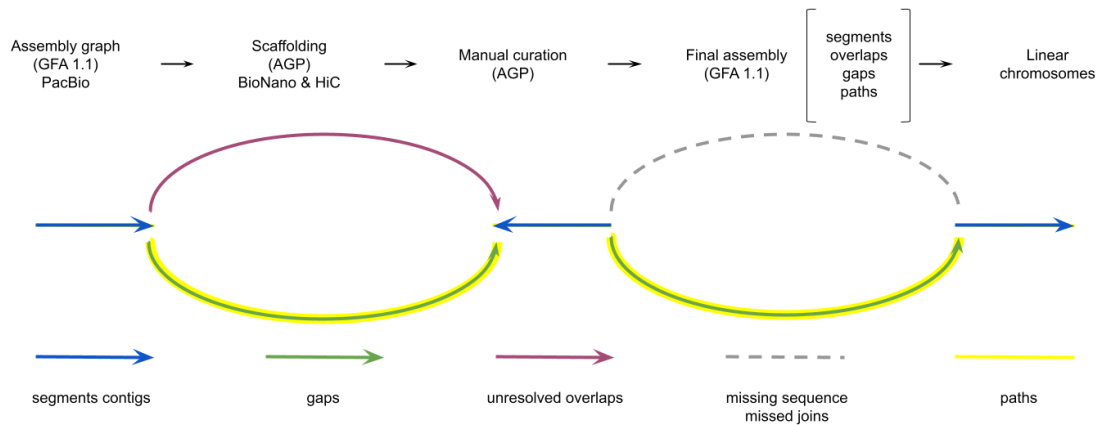 Assembly graph
(GFA 1.1)
PacBio
Scaffolding
(AGP)
BioNano & HiC
Manual curation
(AGP)
Final assembly
(GFA 1.1)
segments
overlaps
gaps
paths
Linear
chromosomes
segments contigs
gaps
unresolved overlaps
missing sequence
missed joins
paths